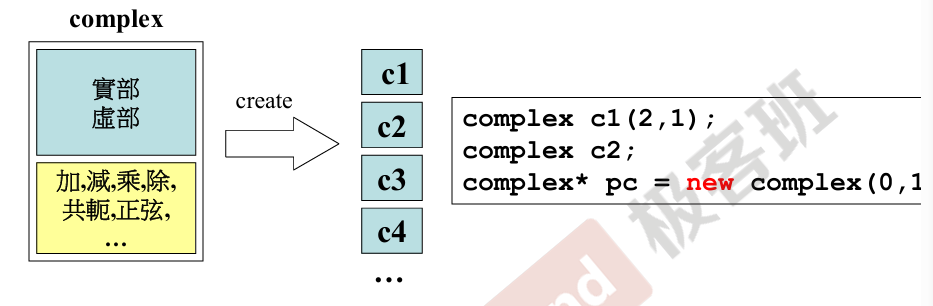 complex
實部
虛部
加,減,乘,除,
共軛,正弦,
…
create
c1
c2
c3
c4
…
complex c1(2,1);
complex c2;
complex* pc = new complex(0,1
极客班
nd